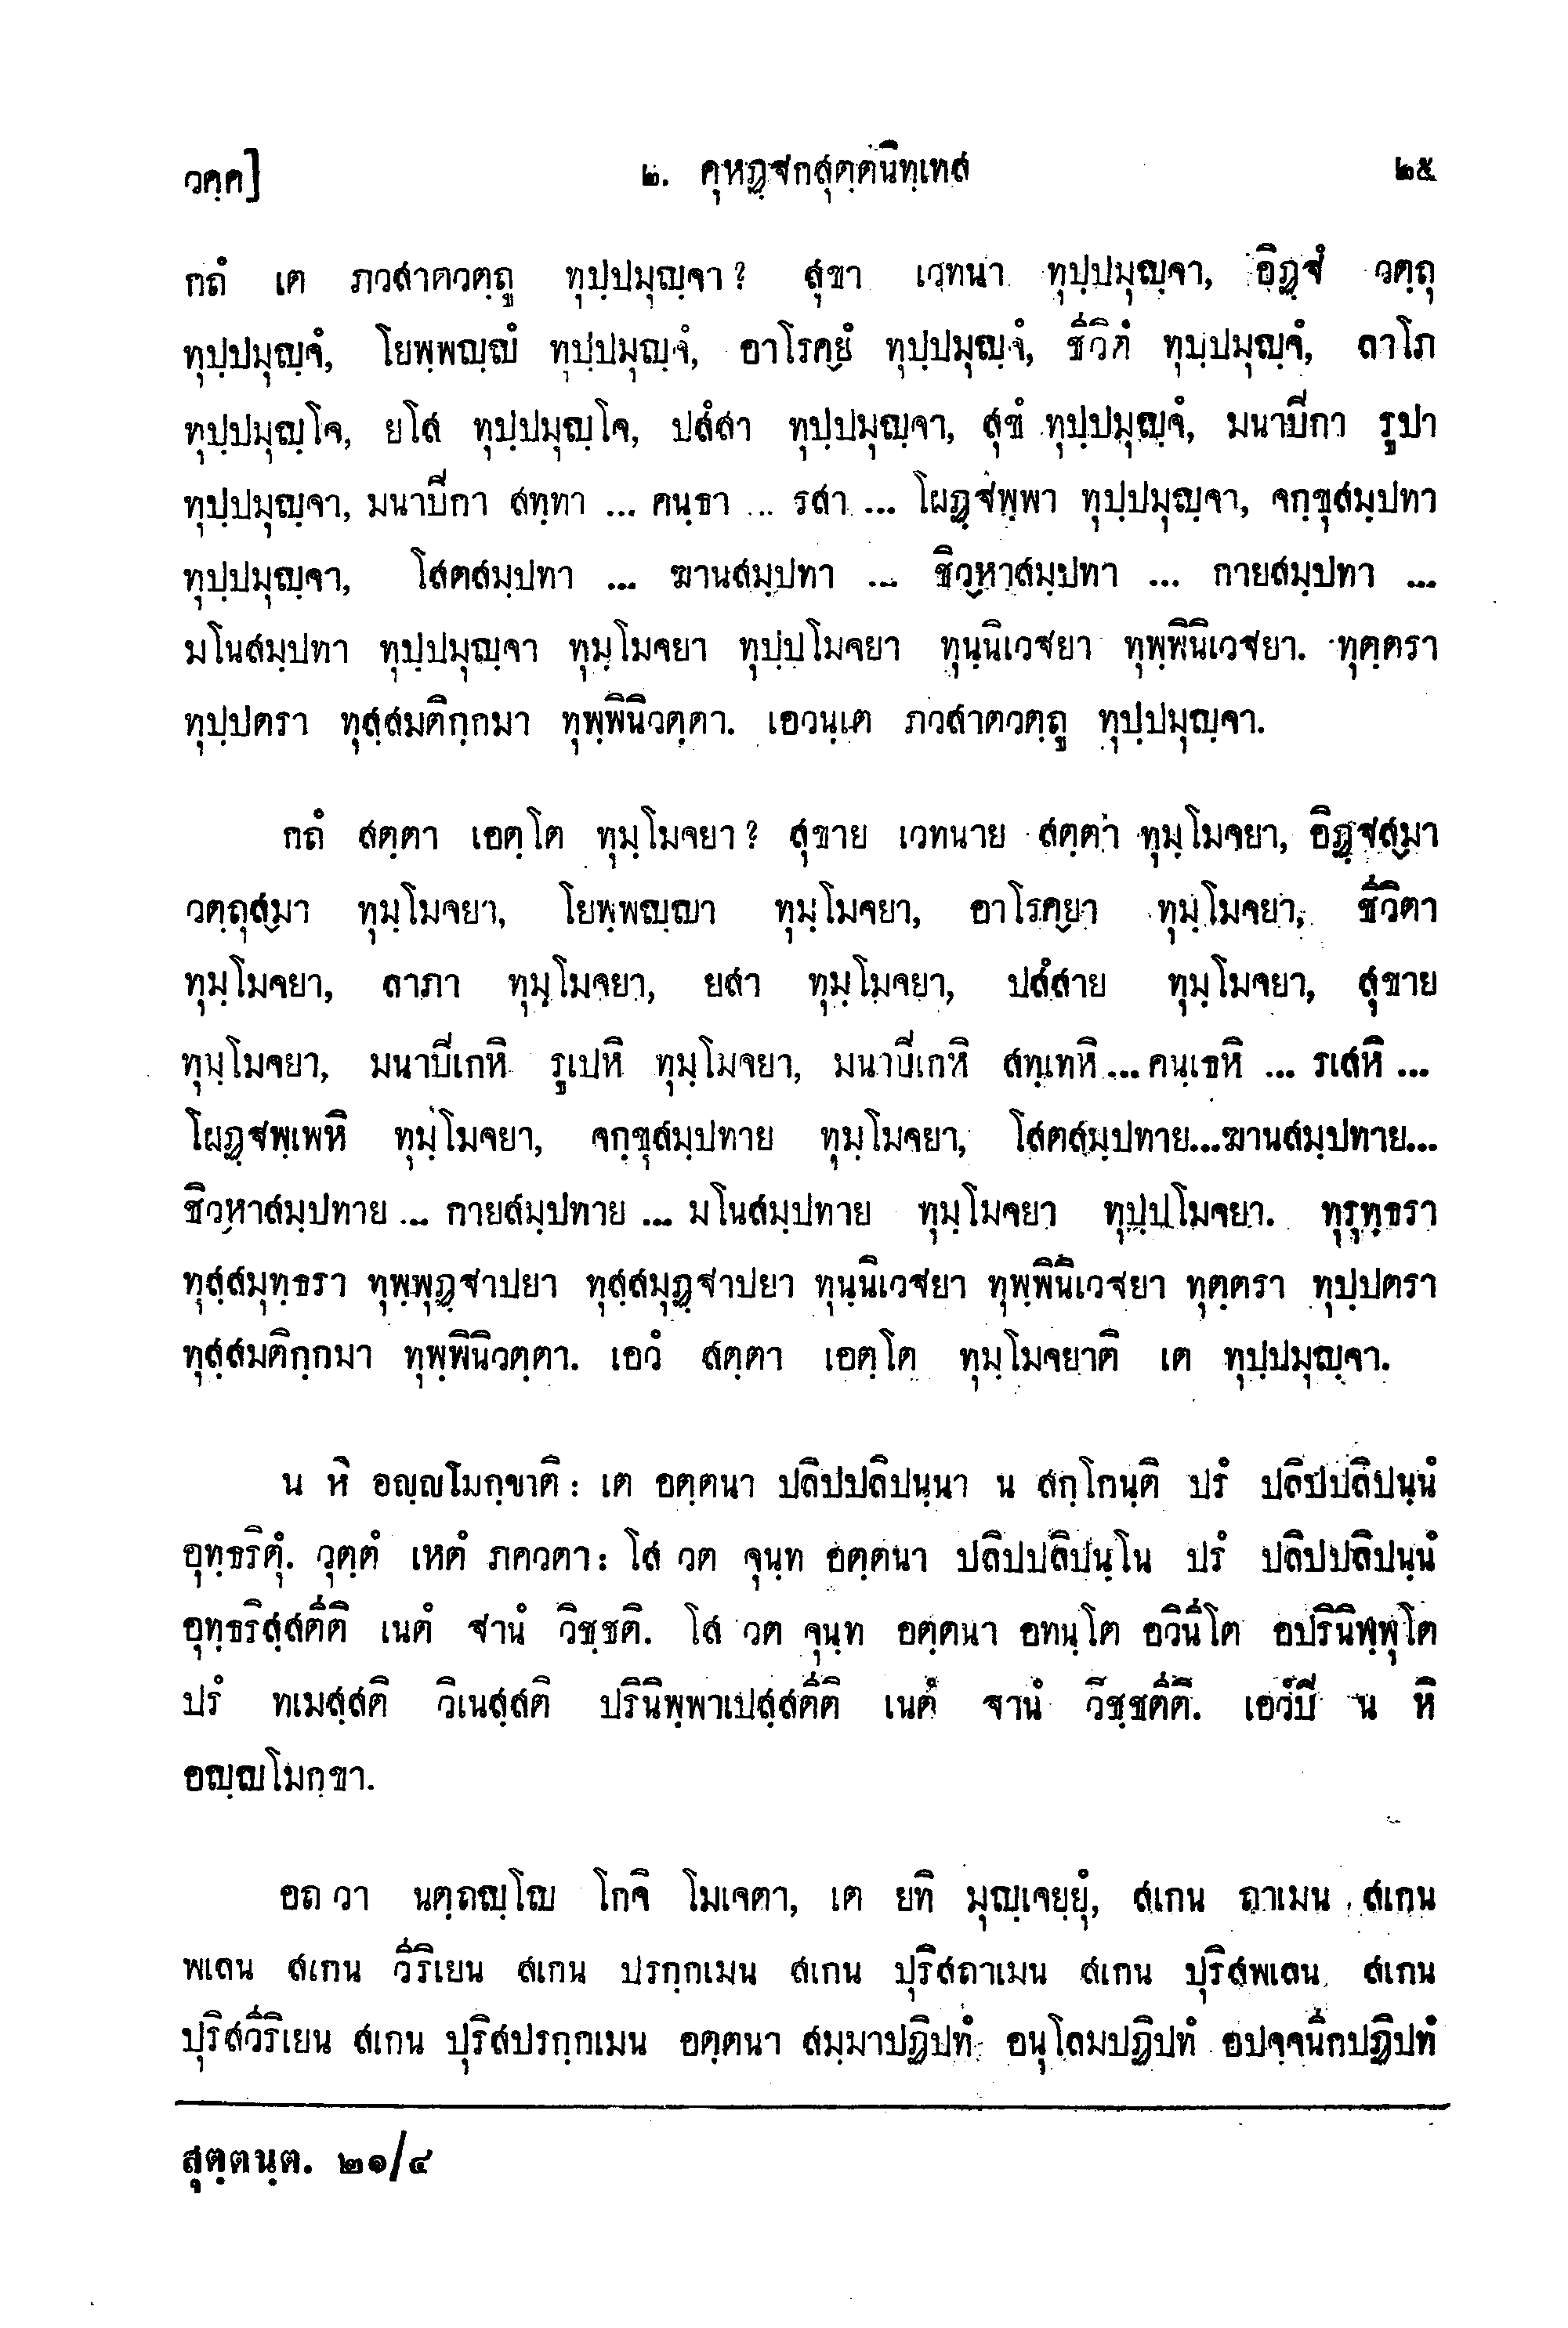 วคฺค] ๒. คุหฏฺฐกสุตฺตนิทฺเทส ๒๕
กถํ เต ภวสาตวตฺถู ทุปฺปมุญฺจา? สุขา เวทนา ทุปฺปมุญฺจา, อิฏฺฐํ วตฺถุ
ทุปฺปมุญฺจํ, โยพฺพญฺญํ ทุปฺปมุญฺจํ, อาโรคฺยํ ทุปฺปมุญฺจํ, ชีวิตํ ทุปฺปมุญฺจํ, ลาโภ
ทุปฺปมุญฺโจ, ยโส ทุปฺปมุญฺโจ, ปสํสา ทุปฺปมุญฺจา, สุขํ ทุปฺปมุญฺจํ, มนาปิกา รูปา
ทุปฺปมุญฺจา, มนาปิกา สทฺทา ... คนฺธา ... รสา ... โผฏฺฐพฺพา ทุปฺปมุญฺจา, จกฺขุสมฺปทา
ทุปฺปมุญฺจา, โสตสมฺปทา ... ฆานสมฺปทา ... ชิวฺหาสมฺปทา ... กายสมฺปทา ...
มโนสมฺปทา ทุปฺปมุญฺจา ทุมฺโมจยา ทุปฺปโมจยา ทุนฺนิเวฐยา ทุพฺพินิเวฐยา. ทุตฺตรา
ทุปฺปตรา ทุสฺสมติกฺกมา ทุพฺพินิวตฺตา. เอวนฺเต ภวสาตวตฺถู ทุปฺปมุญฺจา.
กถํ สตฺตา เอตฺโต ทุมฺโมจยา? สุขาย เวทนาย สตฺตา ทุมฺโมจยา, อิฏฺฐสฺมา
วตฺถุสฺมา ทุมฺโมจยา, โยพฺพญฺญา ทุมฺโมจยา, อาโรคฺยา ทุมฺโมจยา, ชีวิตา
ทุมฺโมจยา, ลาภา ทุมฺโมจยา, ยสา ทุมฺโมจยา, ปสํสาย ทุมฺโมจยา, สุขาย
ทุมฺโมจยา, มนาปิเกหิ รูเปหิ ทุมฺโมจยา, มนาปิเกหิ สทฺเทหิ ... คนฺเธหิ ... รเสหิ ...
โผฏฺฐพฺเพหิ ทุมฺโมจยา, จกฺขุสมฺปทาย ทุมฺโมจยา, โสตสมฺปทาย...ฆานสมฺปทาย...
ชิวฺหาสมฺปทาย ... กายสมฺปทาย ... มโนสมฺปทาย ทุมฺโมจยา ทุปฺปโมจยา. ทุรุทฺธรา
ทุสฺสมุทฺธรา ทุพฺพุฏฺฐาปยา ทุสฺสมุฏฺฐาปยา ทุนฺนิเวฐยา ทุพฺพินิเวฐยา ทุตฺตรา ทุปฺปตรา
ทุสฺสมติกฺกมา ทุพฺพินิวตฺตา. เอวํ สตฺตา เอตฺโต ทุมฺโมจยาติ เต ทุปฺปมุญฺจา.
น หิ อญฺญโมกฺขาติ: เต อตฺตนา ปลิปปลิปนฺนา น สกฺโกนฺติ ปรํ ปลิปปลิปนฺนํ
อุทฺธริตุํ. วุตฺตํ เหตํ ภควตา: โส วต จุนฺท อตฺตนา ปลิปปลิปนฺโน ปรํ ปลิปปลิปนฺนํ
อุทฺธริสฺสตีติ เนตํ ฐานํ วิชฺชติ. โส วต จุนฺท อตฺตนา อทนฺโต อวินีโต อปรินิพฺพุโต
ปรํ ทเมสฺสติ วิเนสฺสติ ปรินิพฺพาเปสฺสตีติ เนตํ ฐานํ วิชฺชตีติ. เอวํปิ น หิ
อญฺญโมกฺขา.
อถ วา นตฺถญฺโญ โกจิ โมเจตา, เต ยทิ มุญฺเจยฺยุํ, สเกน ถาเมน สเกน
พเลน สเกน วีริเยน สเกน ปรกฺกเมน สเกน ปุริสถาเมน สเกน ปุริสพเลน สเกน
ปุริสวีริเยน สเกน ปุริสปรกฺกเมน อตฺตนา สมฺมาปฏิปทํ อนุโลมปฏิปทํ อปจฺจนีกปฏิปทํ
สุตฺตนฺต. ๒๑/๔